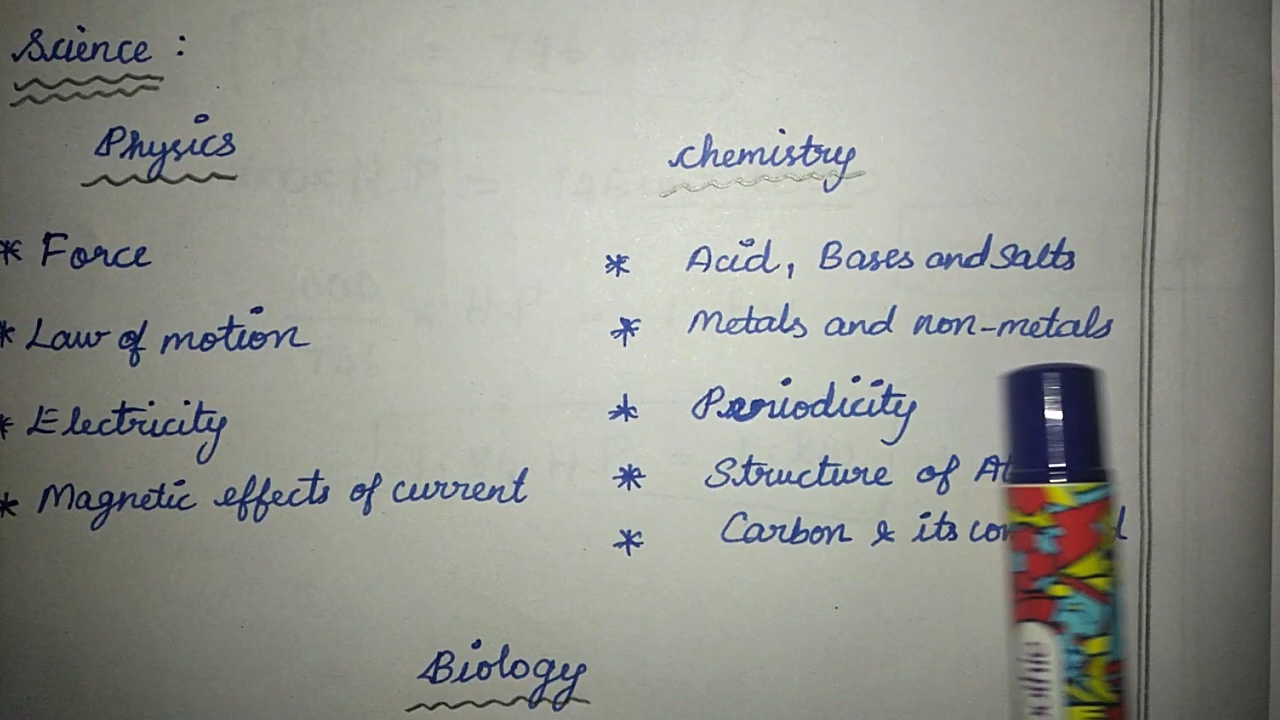 Science :
Physics
* Force
* Law of motion
* Electricity
* Magnetic effects of current
chemistry
* Acid, Bases and Salts
* Metals and non-metals
* Periodicity
* Structure of
* Carbon & its
Biology